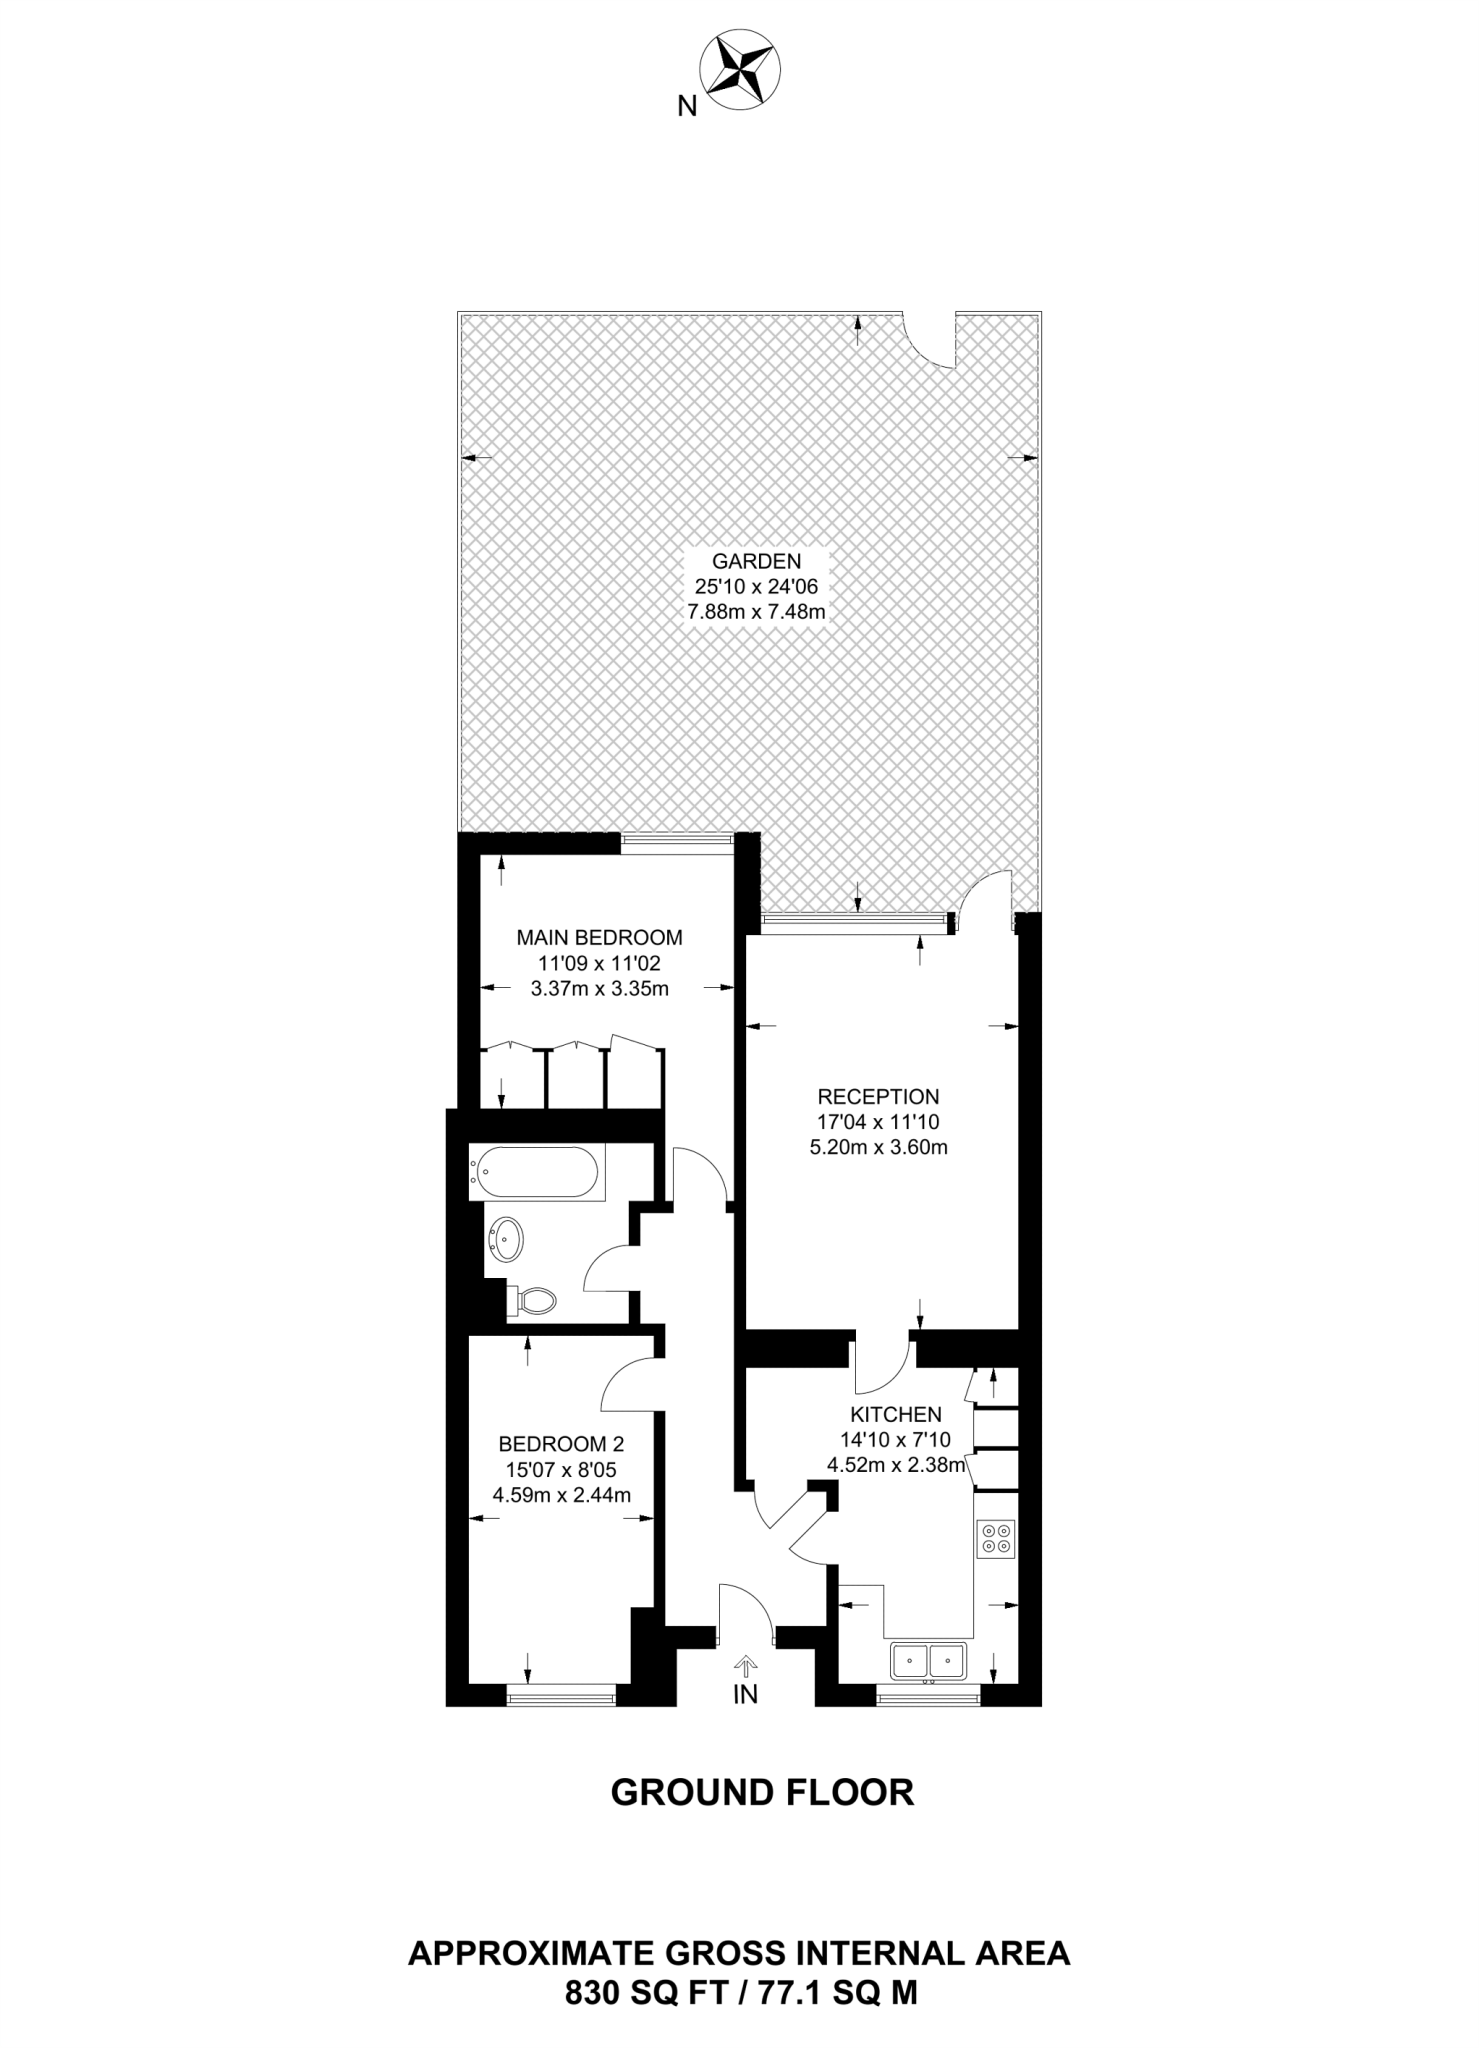 N
GARDEN
25'10 x 24'06
7.88m x 7.48m
MAIN BEDROOM
11'09 x 11'02
3.37m x 3.35m
RECEPTION
17'04 x 11'10
5.20m x 3.60m
KITCHEN
14'10 x 7'10
4.52m x 2.38m
BEDROOM 2
15'07 x 8'05
4.59m x 2.44m
IN
GROUND FLOOR
APPROXIMATE GROSS INTERNAL AREA
830 SQ FT / 77.1 SQ M